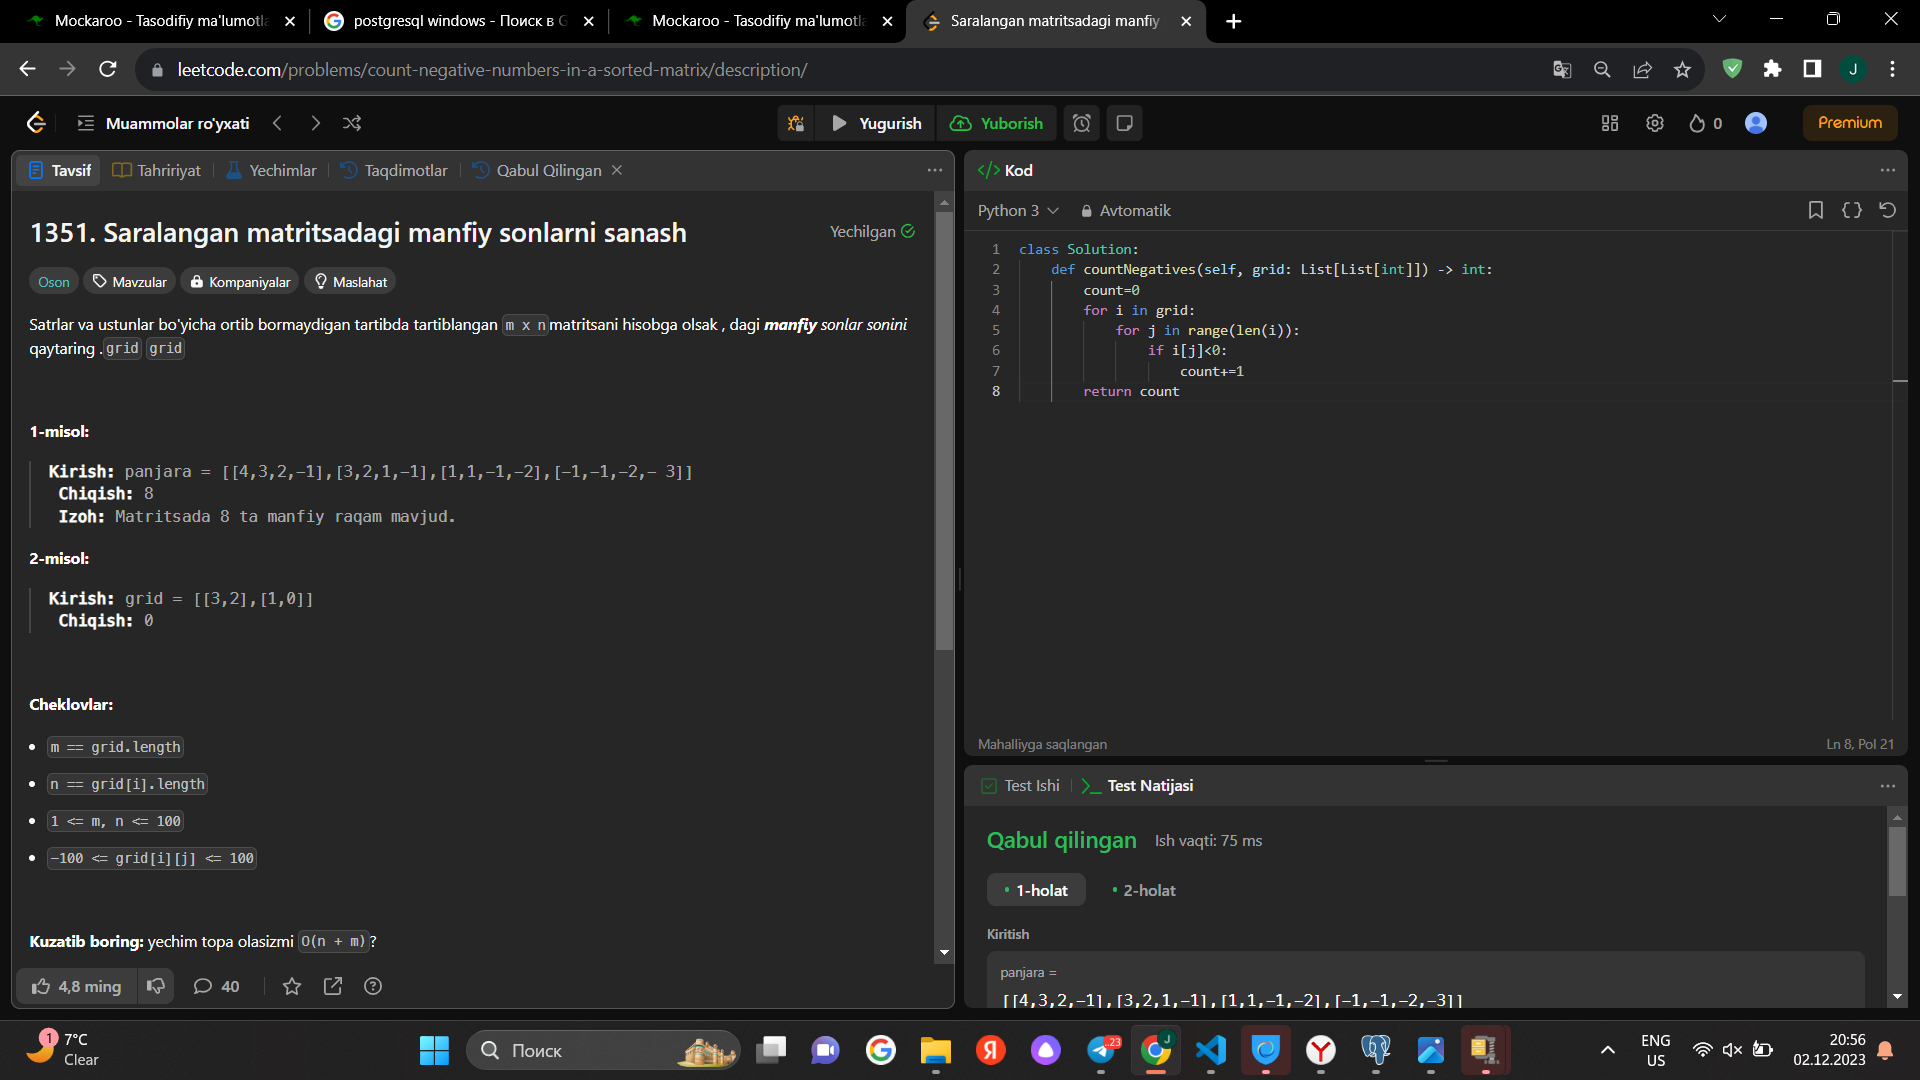 Mockaroo - Tasodifiy ma'lumotla
postgresql windows - Поиск в G
Mockaroo - Tasodifiy ma'lumotla
Saralangan matritsadagi manfiy
leetcode.com/problems/count-negative-numbers-in-a-sorted-matrix/description/
J
Muammolar ro'yxati
Yugurish
Yuborish
0
Premium
Tavsif
Tahririyat
Yechimlar
Taqdimotlar
Qabul Qilingan
1351. Saralangan matritsadagi manfiy sonlarni sanash
Yechilgan
Oson
Mavzular
Kompaniyalar
Maslahat
Satrlar va ustunlar bo'yicha ortib bormaydigan tartibda tartiblangan m x n matritsani hisobga olsak , dagi manfiy sonlar sonini
qaytaring . grid grid
1-misol:
Kirish: panjara = [[4,3,2,-1],[3,2,1,-1],[1,1,-1,-2],[-1,-1,-2,- 3]]
Chiqish: 8
Izoh: Matritsada 8 ta manfiy raqam mavjud.
2-misol:
Kirish: grid = [[3,2],[1,0]]
Chiqish: 0
Cheklovlar:
m == grid.length
n == grid[i].length
1 <= m, n <= 100
-100 <= grid[i][j] <= 100
Kuzatib boring: yechim topa olasizmi O(n + m)?
4,8 ming
40
</> Kod
Python 3
Avtomatik
1 class Solution:
2 def countNegatives(self, grid: List[List[int]]) -> int:
3 count=0
4 for i in grid:
5 for j in range(len(i)):
6 if i[j]<0:
7 count+=1
8 return count
Mahalliyga saqlangan
Ln 8, Pol 21
Test Ishi
Test Natijasi
Qabul qilingan
Ish vaqti: 75 ms
1-holat
2-holat
Kiritish
panjara =
[[4,3,2,-1],[3,2,1,-1],[1,1,-1,-2],[-1,-1,-2,-3]]
1
7°C
Clear
Поиск
Я
23
J
ENG
US
20:56
02.12.2023